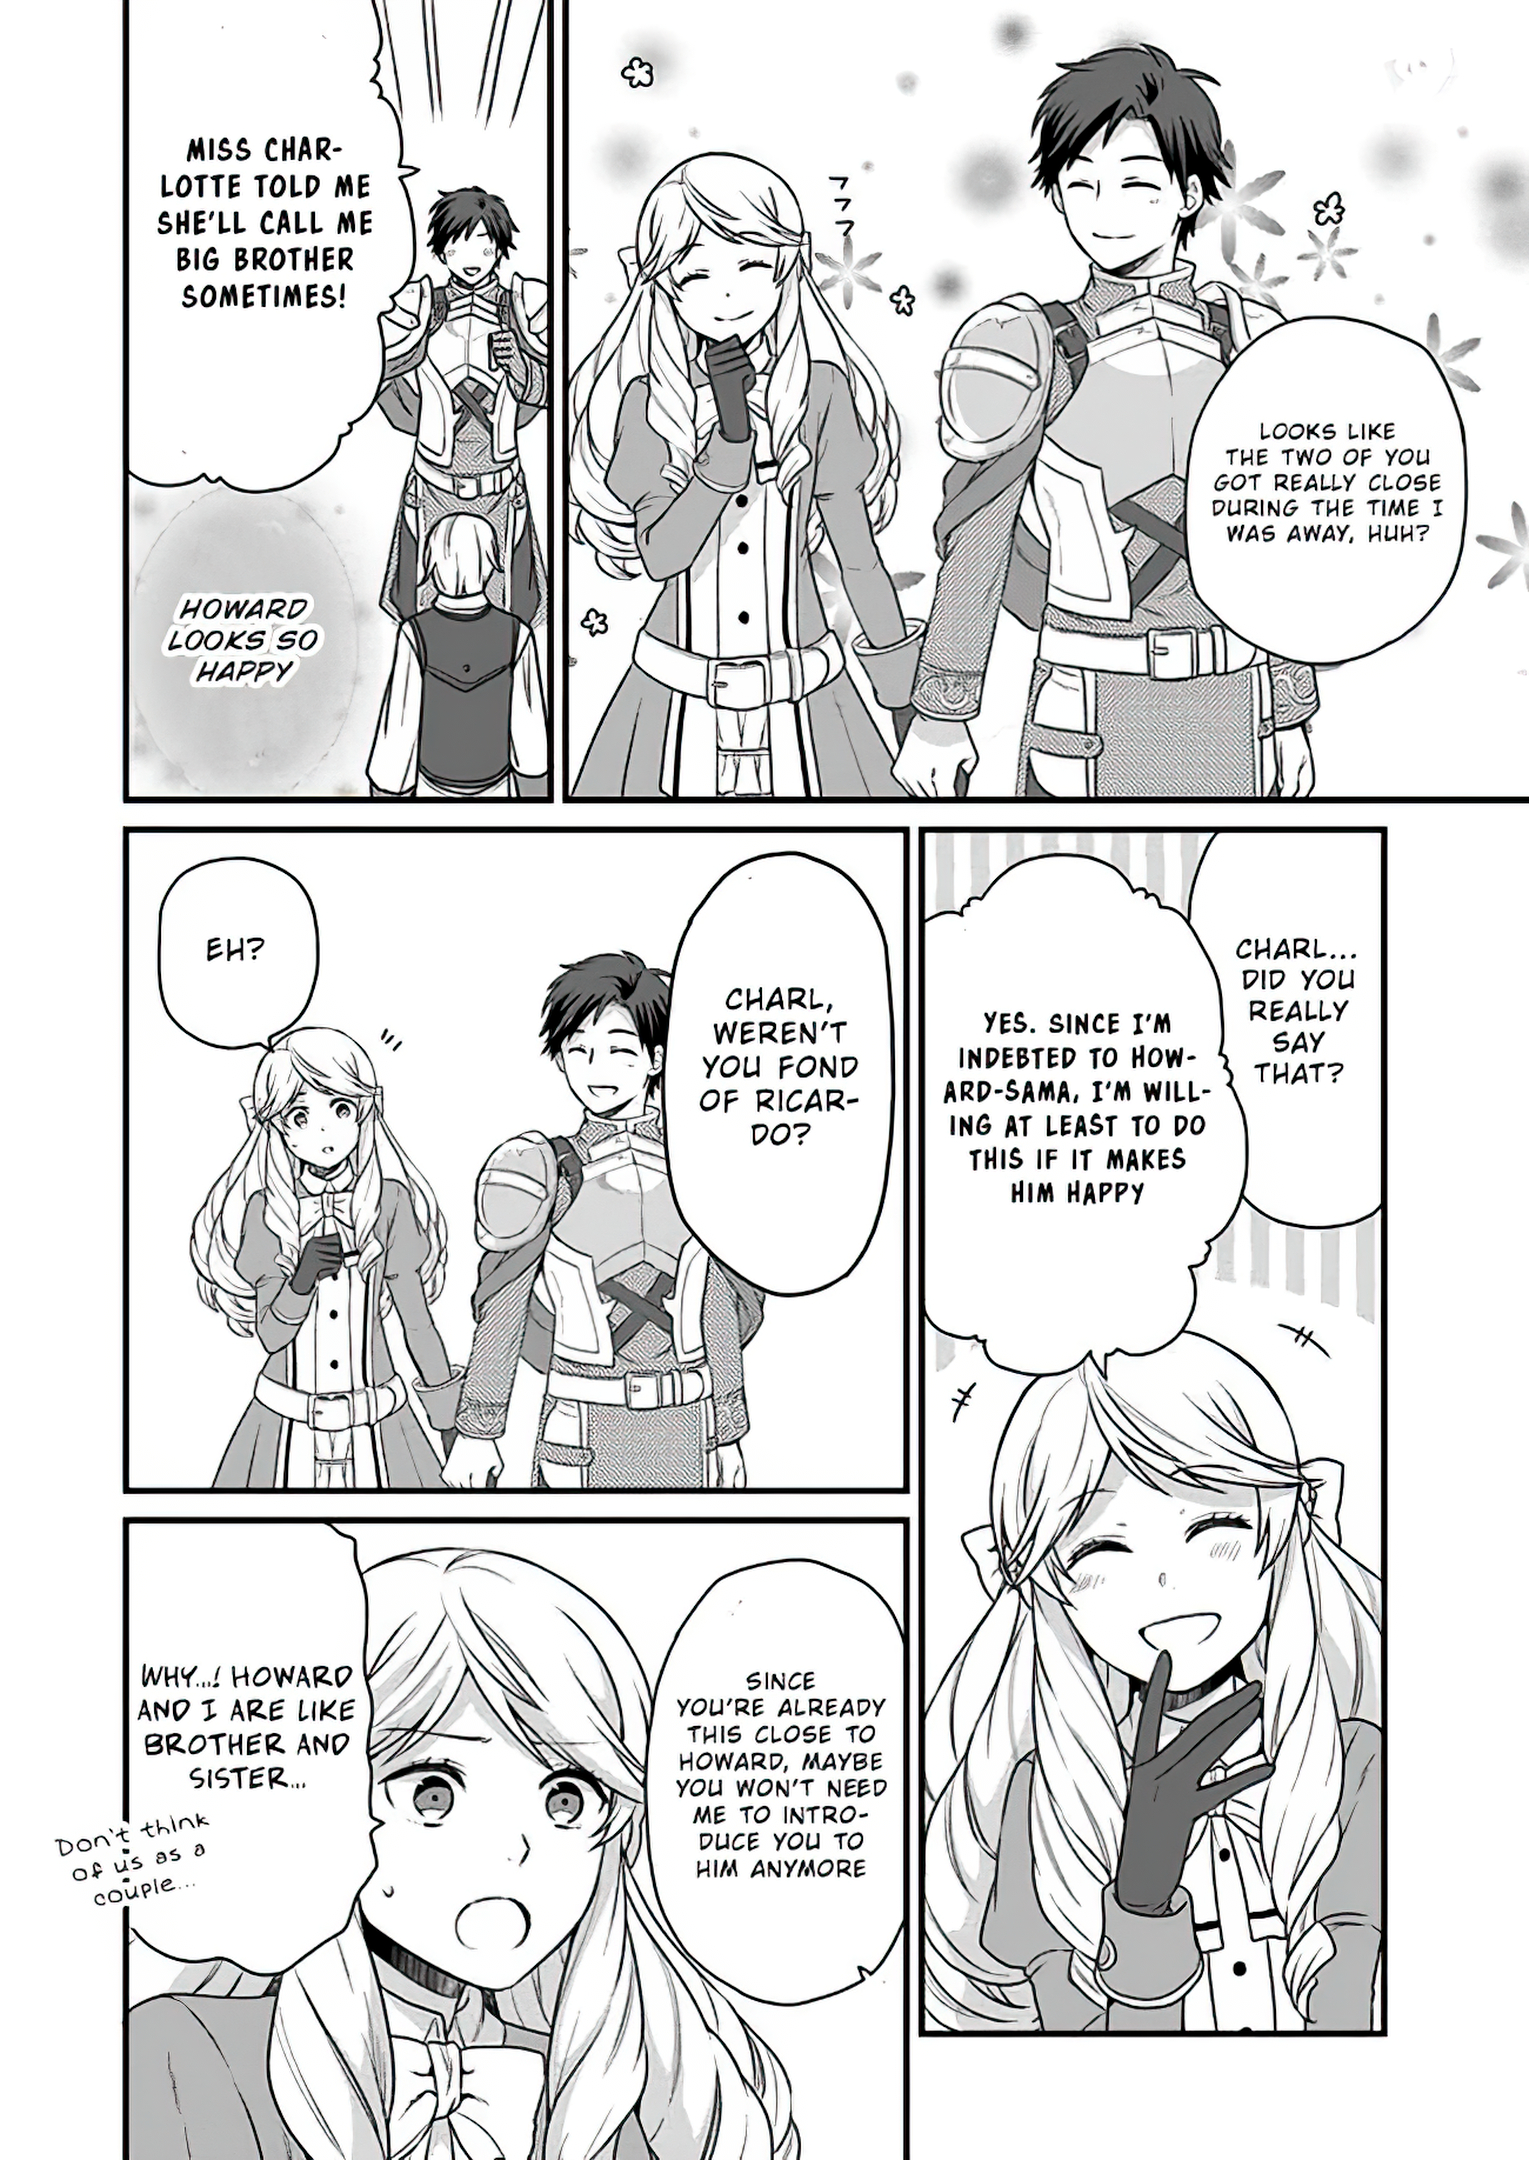 LOOKS LIKE
THE TWO OF YOU
GOT REALLY CLOSE
DURING THE TIME I
WAS AWAY, HUH?
フフフ
MISS CHAR-
LOTTE TOLD ME
SHE'LL CALL ME
BIG BROTHER
SOMETIMES!
HOWARD
LOOKS SO
HAPPY
CHARL...
DID YOU
REALLY
SAY
THAT?
YES. SINCE I'M
INDEBTED TO HOW-
ARD-SAMA, I'M WILL-
ING AT LEAST TO DO
THIS IF IT MAKES
HIM HAPPY
CHARL,
WEREN'T
YOU FOND
OF RICAR-
DO?
EH?
SINCE
YOU'RE ALREADY
THIS CLOSE TO
HOWARD, MAYBE
YOU WON'T NEED
ME TO INTRO-
DUCE YOU TO
HIM ANYMORE
WHY...! HOWARD
AND I ARE LIKE
BROTHER AND
SISTER...
Don't think
of us as a
couple...